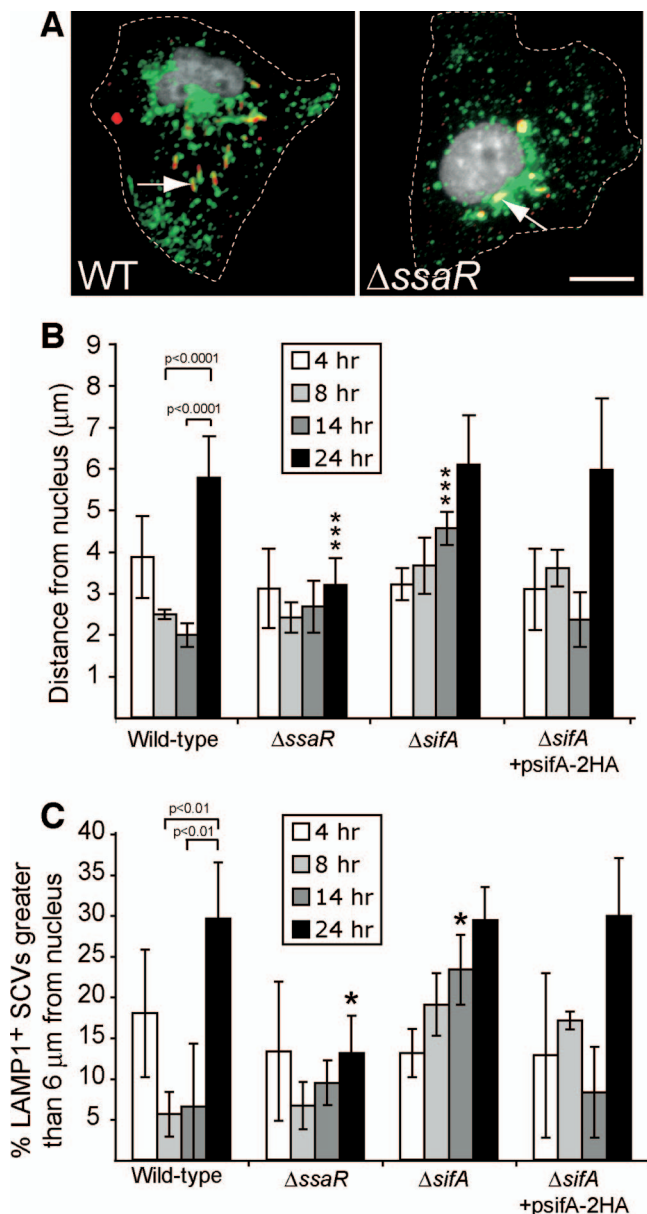 A
WT
ΔssaR
B
Distance from nucleus (µm)
9
8
7
6
5
4
3
2
1
p<0.0001
p<0.0001
4 hr
8 hr
14 hr
24 hr
***
***
Wild-type
ΔssaR
ΔsifA
ΔsifA
+psifA-2HA
C
% LAMP1+ SCVs greater
than 6 µm from nucleus
40
35
30
25
20
15
10
5
p<0.01
p<0.01
4 hr
8 hr
14 hr
24 hr
*
*
Wild-type
ΔssaR
ΔsifA
ΔsifA
+psifA-2HA